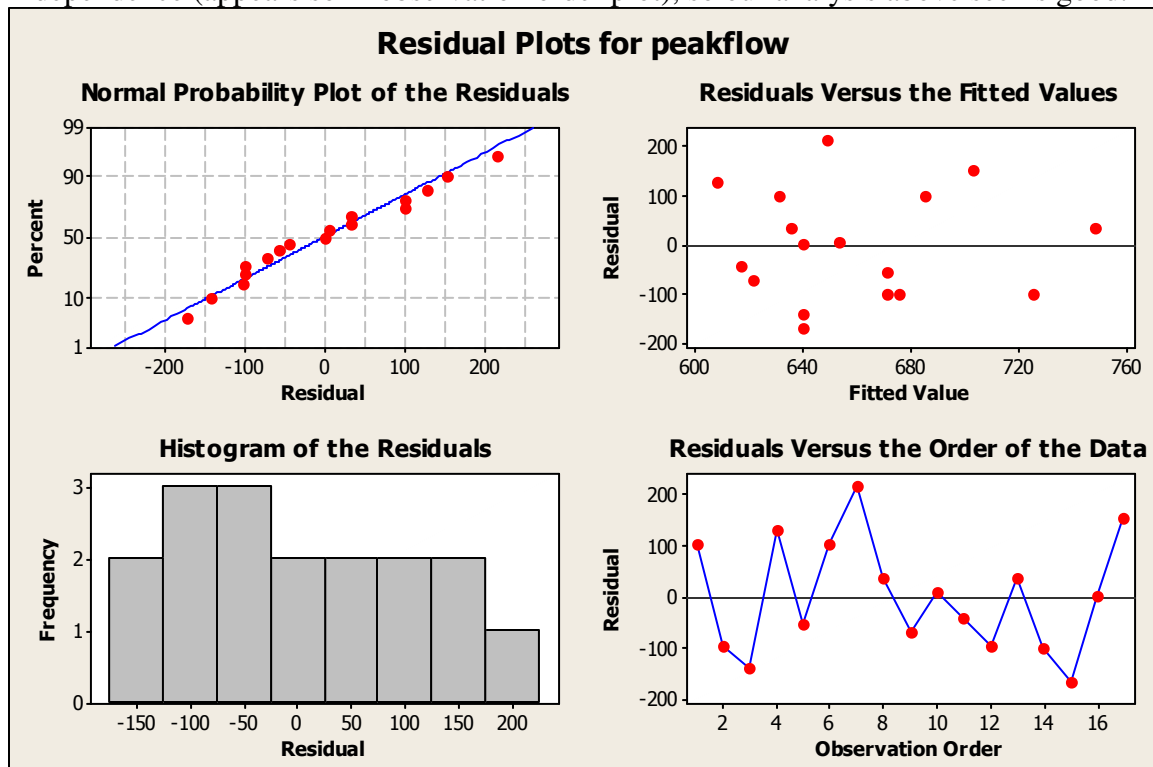 Residual Plots for peakflow
Normal Probability Plot of the Residuals
Percent
99
90
50
10
1
-200 -100 0 100 200
Residual
Residuals Versus the Fitted Values
Residual
200
100
0
-100
-200
600 640 680 720 760
Fitted Value
Histogram of the Residuals
Frequency
3
2
1
0
-150 -100 -50 0 50 100 150 200
Residual
Residuals Versus the Order of the Data
Residual
200
100
0
-100
-200
2 4 6 8 10 12 14 16
Observation Order